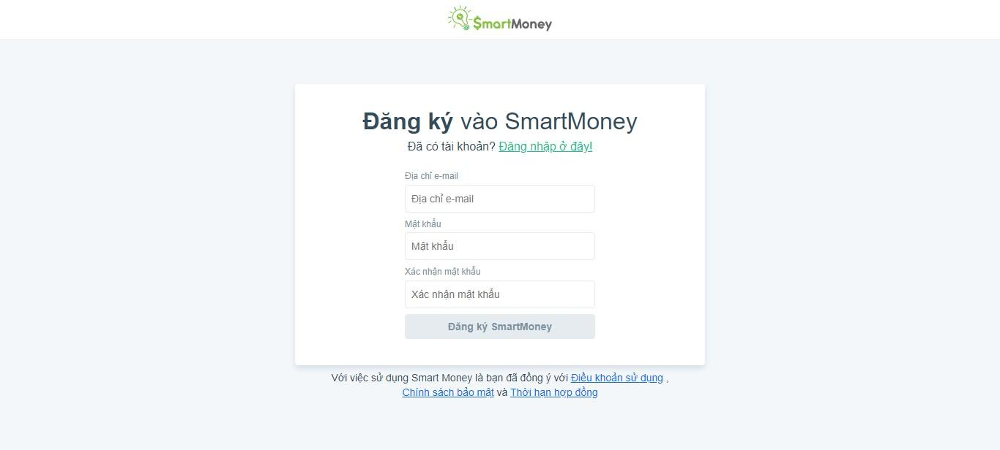 $martMoney
Đăng ký vào SmartMoney
Đã có tài khoản? Đăng nhập ở đây!
Địa chỉ e-mail
Địa chỉ e-mail
Mật khẩu
Mật khẩu
Xác nhận mật khẩu
Xác nhận mật khẩu
Đăng ký SmartMoney
Với việc sử dụng Smart Money là bạn đã đồng ý với Điều khoản sử dụng ,
Chính sách bảo mật và Thời hạn hợp đồng